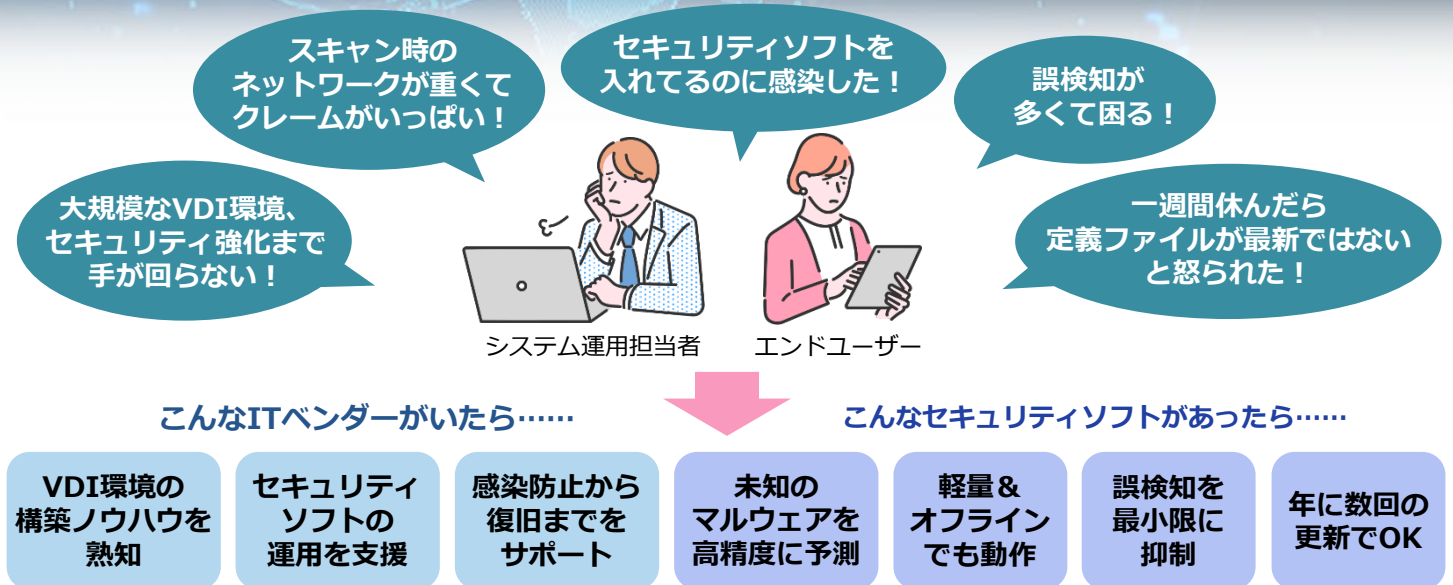 スキャン時の
ネットワークが重くて
クレームがいっぱい！
セキュリティソフトを
入れてるのに感染した！
誤検知が
多くて困る！
大規模なVDI環境、
セキュリティ強化まで
手が回らない！
一週間休んだら
定義ファイルが最新ではない
と怒られた！
システム運用担当者
エンドユーザー
こんなITベンダーがいたら……
こんなセキュリティソフトがあったら……
VDI環境の
構築ノウハウを
熟知
セキュリティ
ソフトの
運用を支援
感染防止から
復旧までを
サポート
未知の
マルウェアを
高精度に予測
軽量＆
オフライン
でも動作
誤検知を
最小限に
抑制
年に数回の
更新でOK